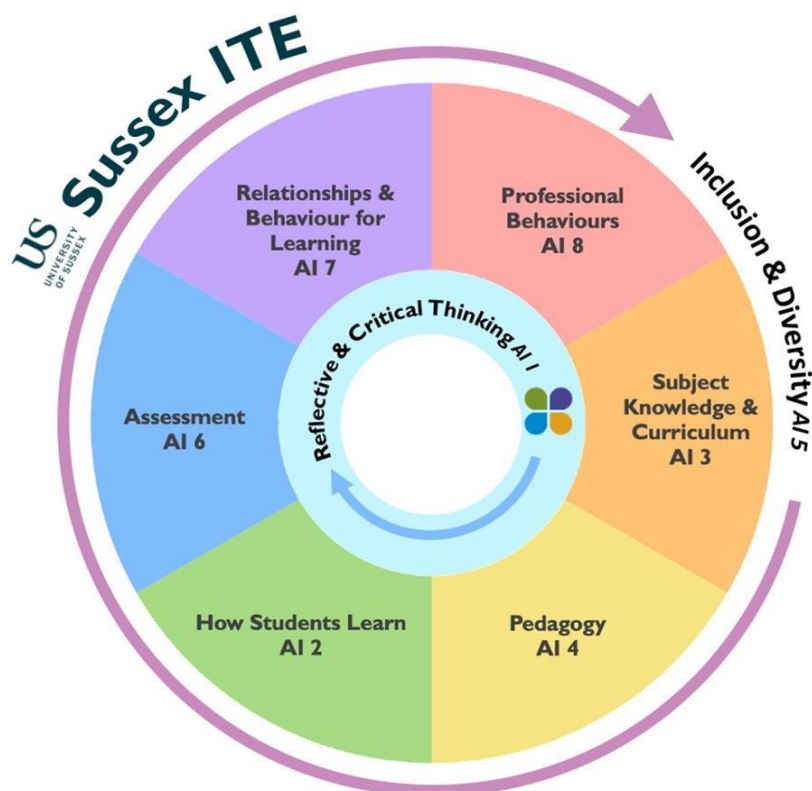 Sussex ITE
US
UNIVERSITY
OF SUSSEX
Inclusion & Diversity AI 5
Relationships &
Behaviour for
Learning
AI 7
Professional
Behaviours
AI 8
Reflective & Critical Thinking AI 1
Assessment
AI 6
Subject
Knowledge &
Curriculum
AI 3
How Students Learn
AI 2
Pedagogy
AI 4